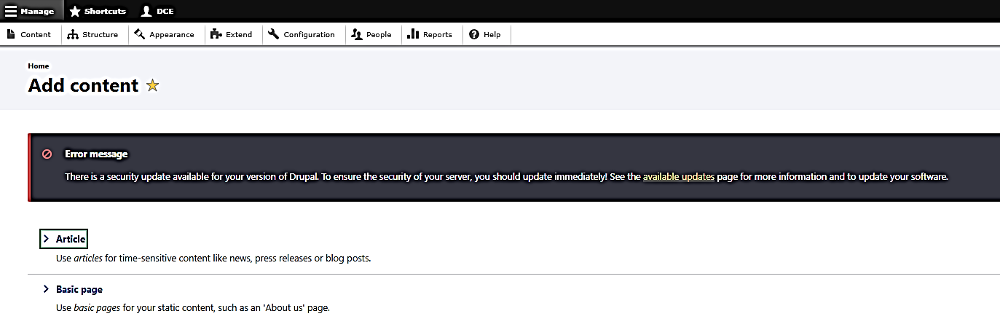 Manage Shortcuts DCE
Content Structure Appearance Extend Configuration People Reports Help
Home
Add content
Error message
There is a security update available for your version of Drupal. To ensure the security of your server, you should update immediately! See the available updates page for more information and to update your software.
Article
Use articles for time-sensitive content like news, press releases or blog posts.
Basic page
Use basic pages for your static content, such as an 'About us' page.